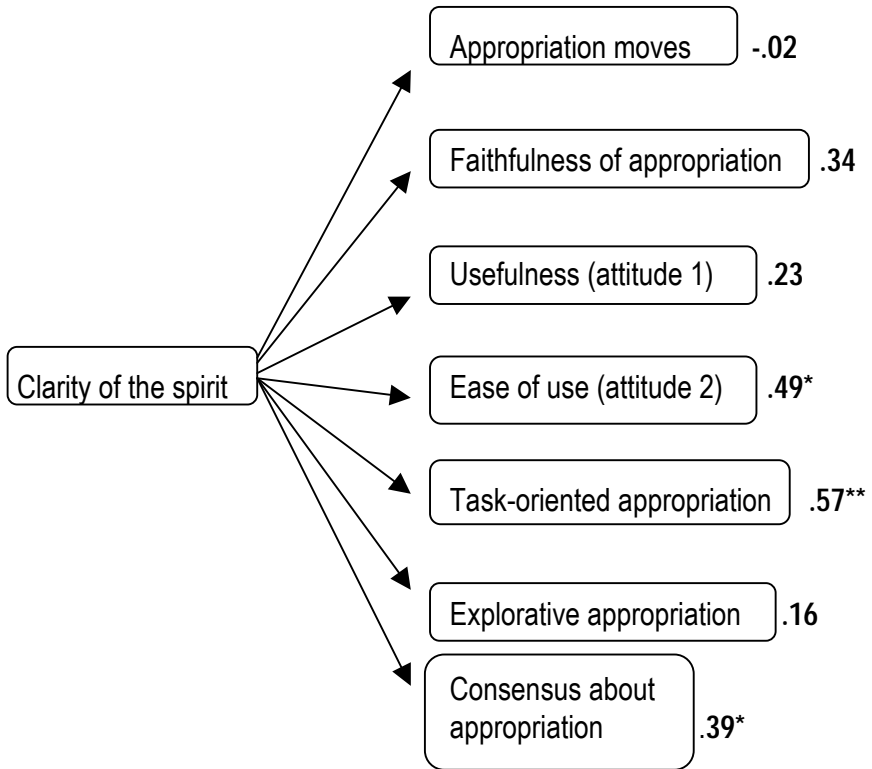 Appropriation moves -.02
Faithfulness of appropriation .34
Usefulness (attitude 1) .23
Clarity of the spirit
Ease of use (attitude 2) .49*
Task-oriented appropriation .57**
Explorative appropriation .16
Consensus about
appropriation .39*